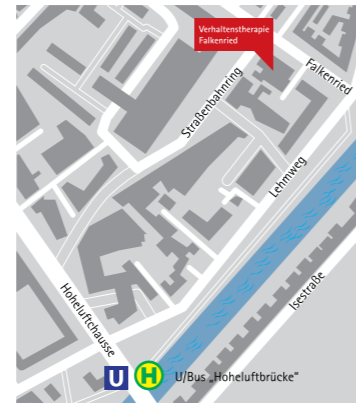 Verhaltenstherapie
Falkenried
Falkenried
Straßenbahnring
Lehmweg
Isestraße
Hoheluftchausse
U H U/Bus „Hoheluftbrücke“